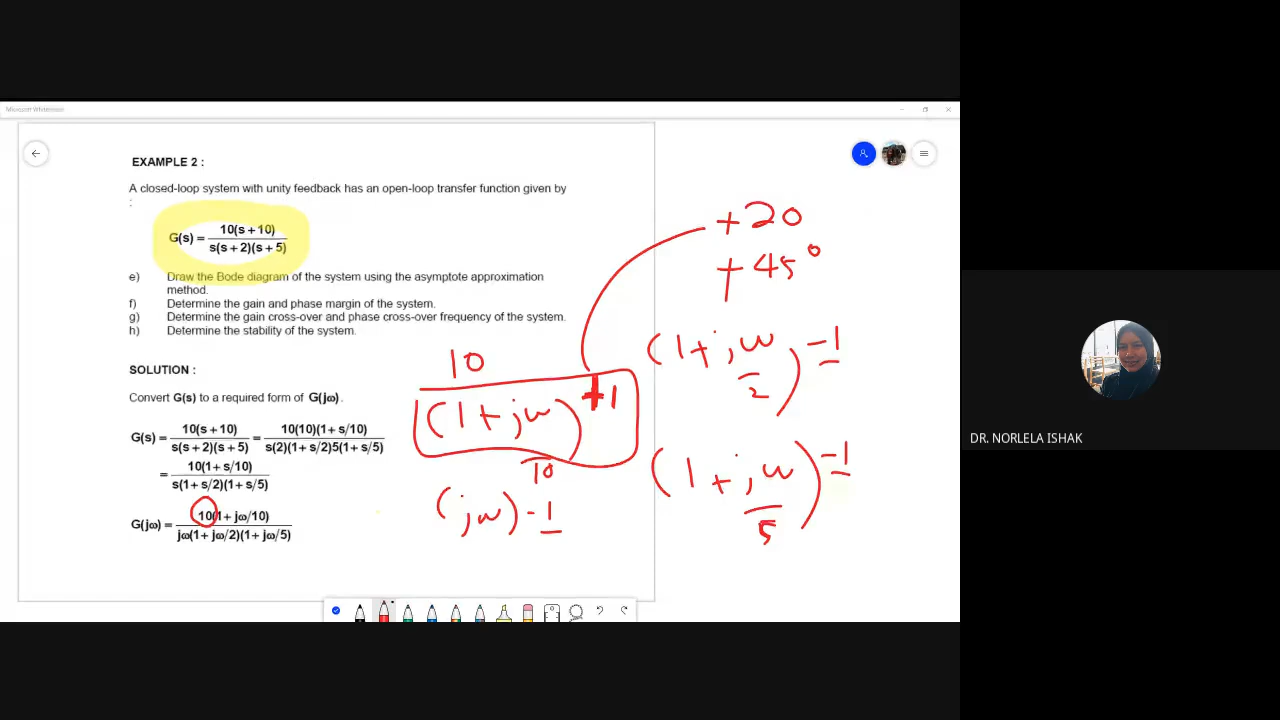 Microsoft Whiteboard
EXAMPLE 2 :
A closed-loop system with unity feedback has an open-loop transfer function given by
:
G(s) = 10(s + 10) / s(s + 2)(s + 5)
e) Draw the Bode diagram of the system using the asymptote approximation
method.
f) Determine the gain and phase margin of the system.
g) Determine the gain cross-over and phase cross-over frequency of the system.
h) Determine the stability of the system.
SOLUTION :
Convert G(s) to a required form of G(jω).
G(s) = 10(s + 10) / s(s + 2)(s + 5) = 10(10)(1 + s/10) / s(2)(1 + s/2)5(1 + s/5)
= 10(1 + s/10) / s(1 + s/2)(1 + s/5)
G(jω) = 10(1 + jω/10) / jω(1 + jω/2)(1 + jω/5)
10
(1 + jω/10) +1
(jω) -1
+20
+45°
(1 + jω/2) -1
(1 + jω/5) -1
DR. NORLELA ISHAK